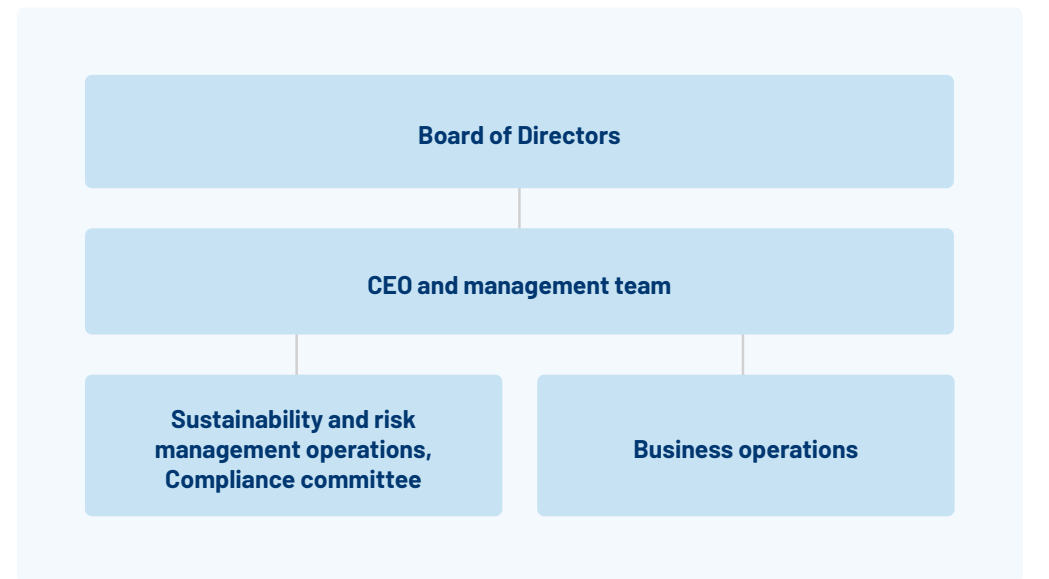 Board of Directors
CEO and management team
Sustainability and risk
management operations,
Compliance committee
Business operations